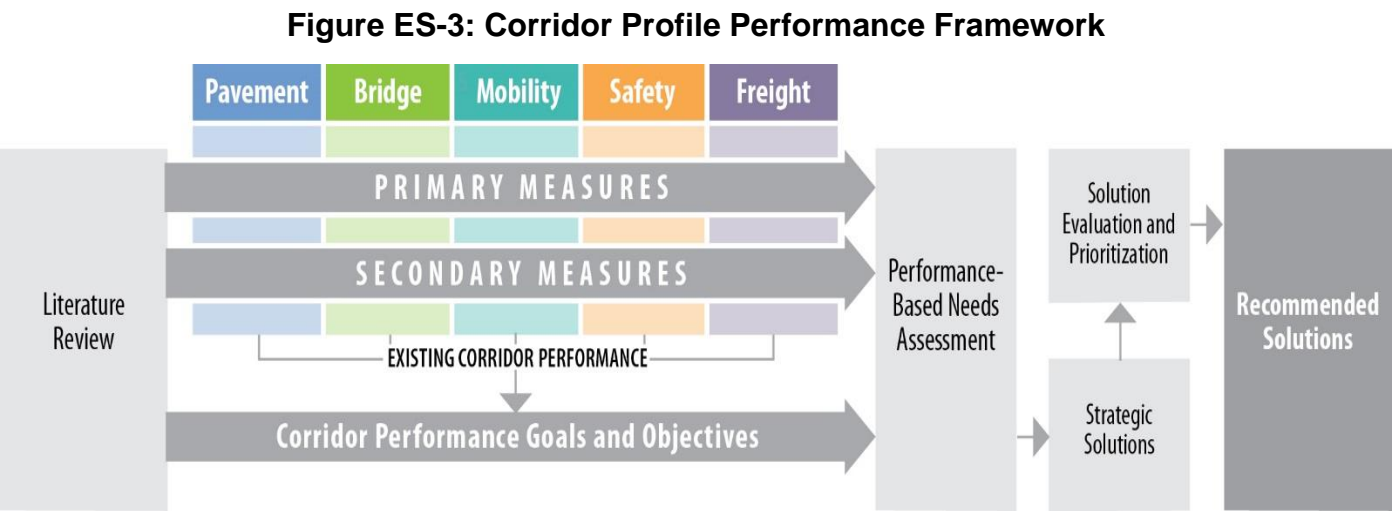 Figure ES-3: Corridor Profile Performance Framework
Pavement
Bridge
Mobility
Safety
Freight
PRIMARY MEASURES
SECONDARY MEASURES
Literature
Review
EXISTING CORRIDOR PERFORMANCE
Corridor Performance Goals and Objectives
Performance-
Based Needs
Assessment
Solution
Evaluation and
Prioritization
Strategic
Solutions
Recommended
Solutions